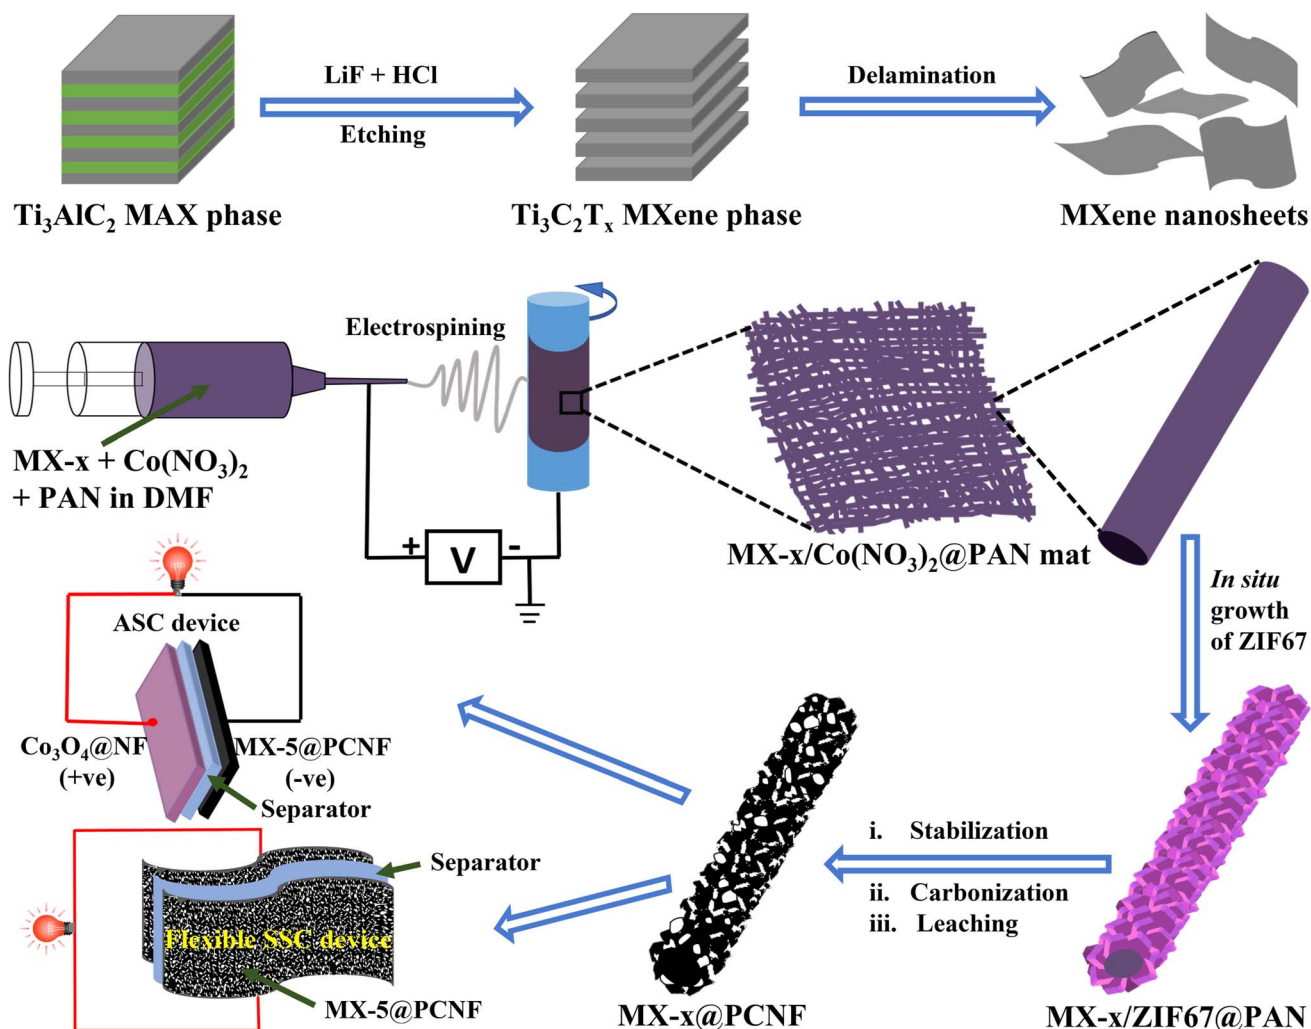 LiF + HCl
Etching
Delamination
Ti₃AlC₂ MAX phase
Ti₃C₂Tₓ MXene phase
MXene nanosheets
Electrospining
MX-x + Co(NO₃)₂
+ PAN in DMF
+ V -
MX-x/Co(NO₃)₂@PAN mat
In situ
growth
of ZIF67
ASC device
Co₃O₄@NF
(+ve)
MX-5@PCNF
(-ve)
Separator
Separator
Flexible SSC device
MX-5@PCNF
MX-x@PCNF
i. Stabilization
ii. Carbonization
iii. Leaching
MX-x/ZIF67@PAN